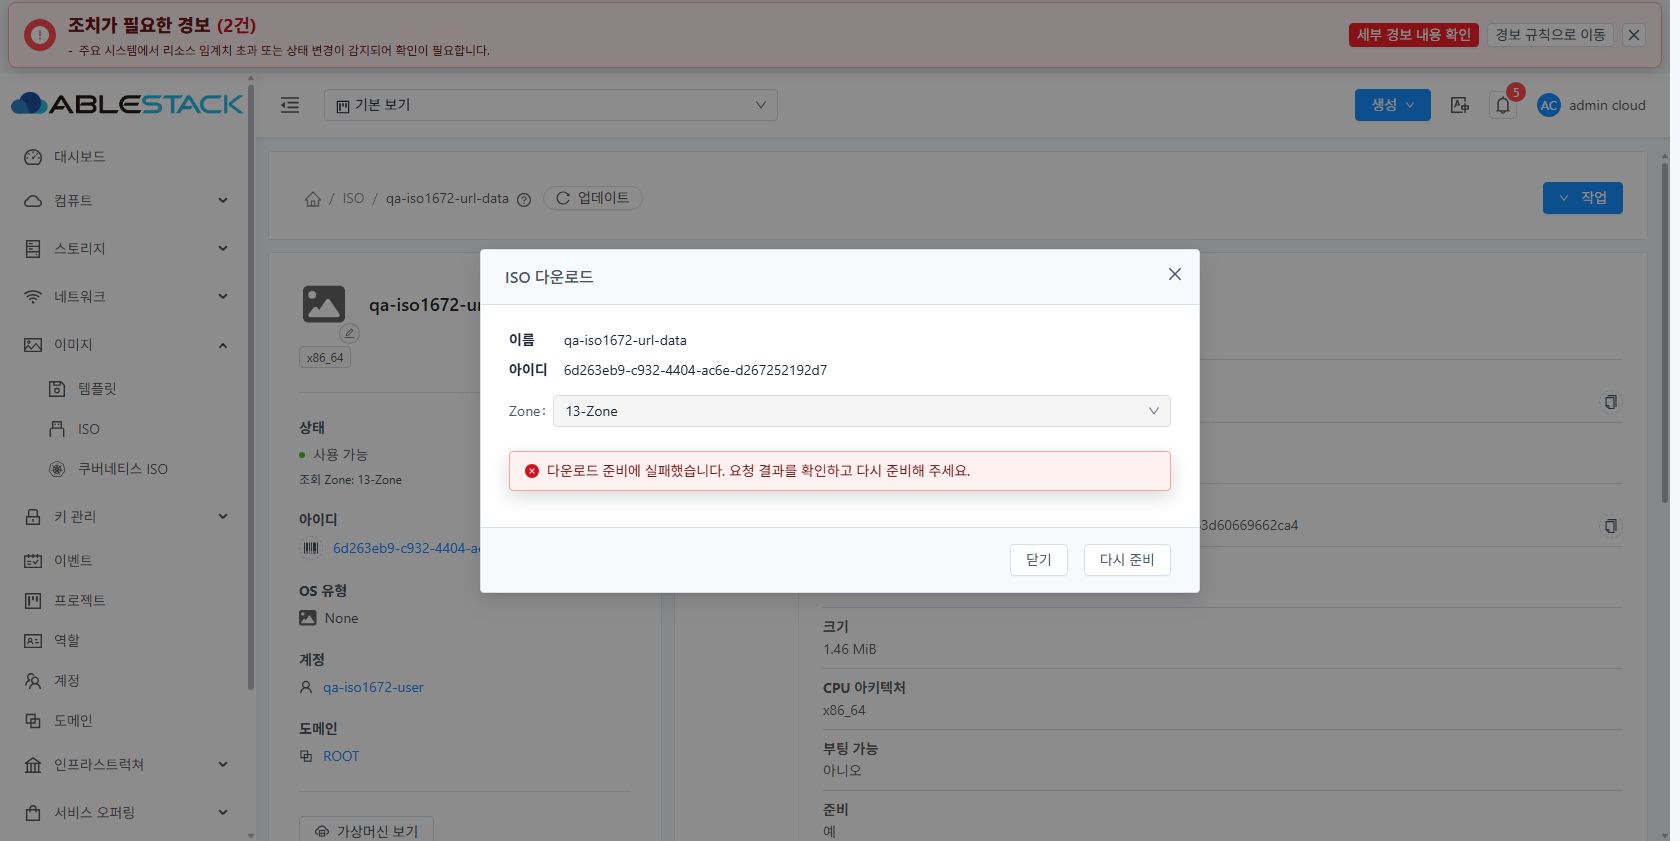 조치가 필요한 경보 (2건)
- 주요 시스템에서 리소스 임계치 초과 또는 상태 변경이 감지되어 확인이 필요합니다.
세부 경보 내용 확인
경보 규칙으로 이동
ABLESTACK
기본 보기
생성
5
AC admin cloud
대시보드
컴퓨트
스토리지
네트워크
이미지
템플릿
ISO
쿠버네티스 ISO
키 관리
이벤트
프로젝트
역할
계정
도메인
인프라스트럭쳐
서비스 오퍼링
/ ISO / qa-iso1672-url-data
업데이트
작업
qa-iso1672-u
x86_64
상태
사용 가능
조회 Zone: 13-Zone
아이디
6d263eb9-c932-4404-a
OS 유형
None
계정
qa-iso1672-user
도메인
ROOT
가상머신 보기
ISO 다운로드
이름 qa-iso1672-url-data
아이디 6d263eb9-c932-4404-ac6e-d267252192d7
Zone: 13-Zone
다운로드 준비에 실패했습니다. 요청 결과를 확인하고 다시 준비해 주세요.
닫기
다시 준비
3d60669662ca4
크기
1.46 MiB
CPU 아키텍처
x86_64
부팅 가능
아니오
준비
예